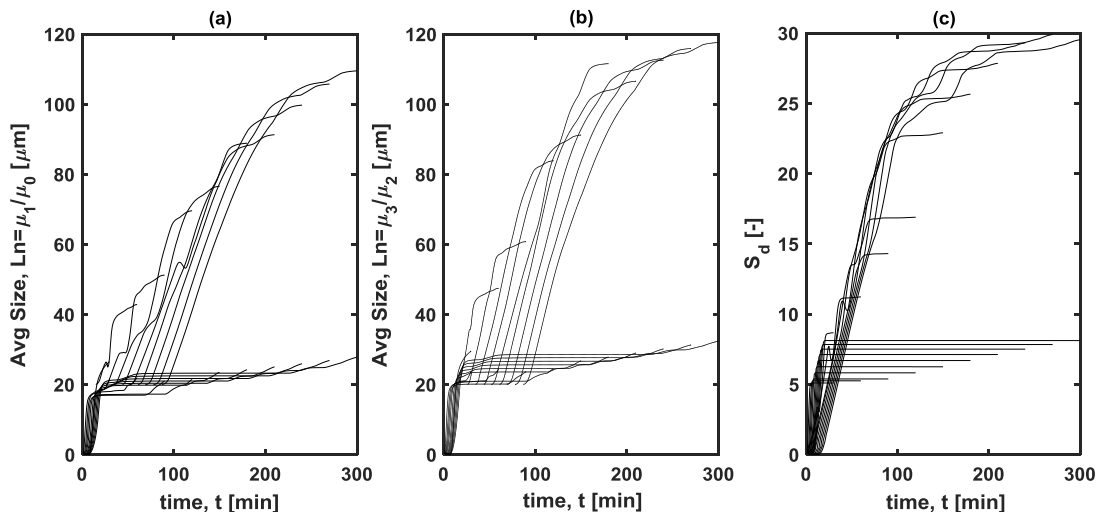 (a)
120
100
80
60
40
20
0
0 100 200 300
Avg Size, Ln=μ₁/μ₀ [μm]
time, t [min]
(b)
120
100
80
60
40
20
0
0 100 200 300
Avg Size, Ln=μ₃/μ₂ [μm]
time, t [min]
(c)
30
25
20
15
10
5
0
0 100 200 300
S_d [-]
time, t [min]